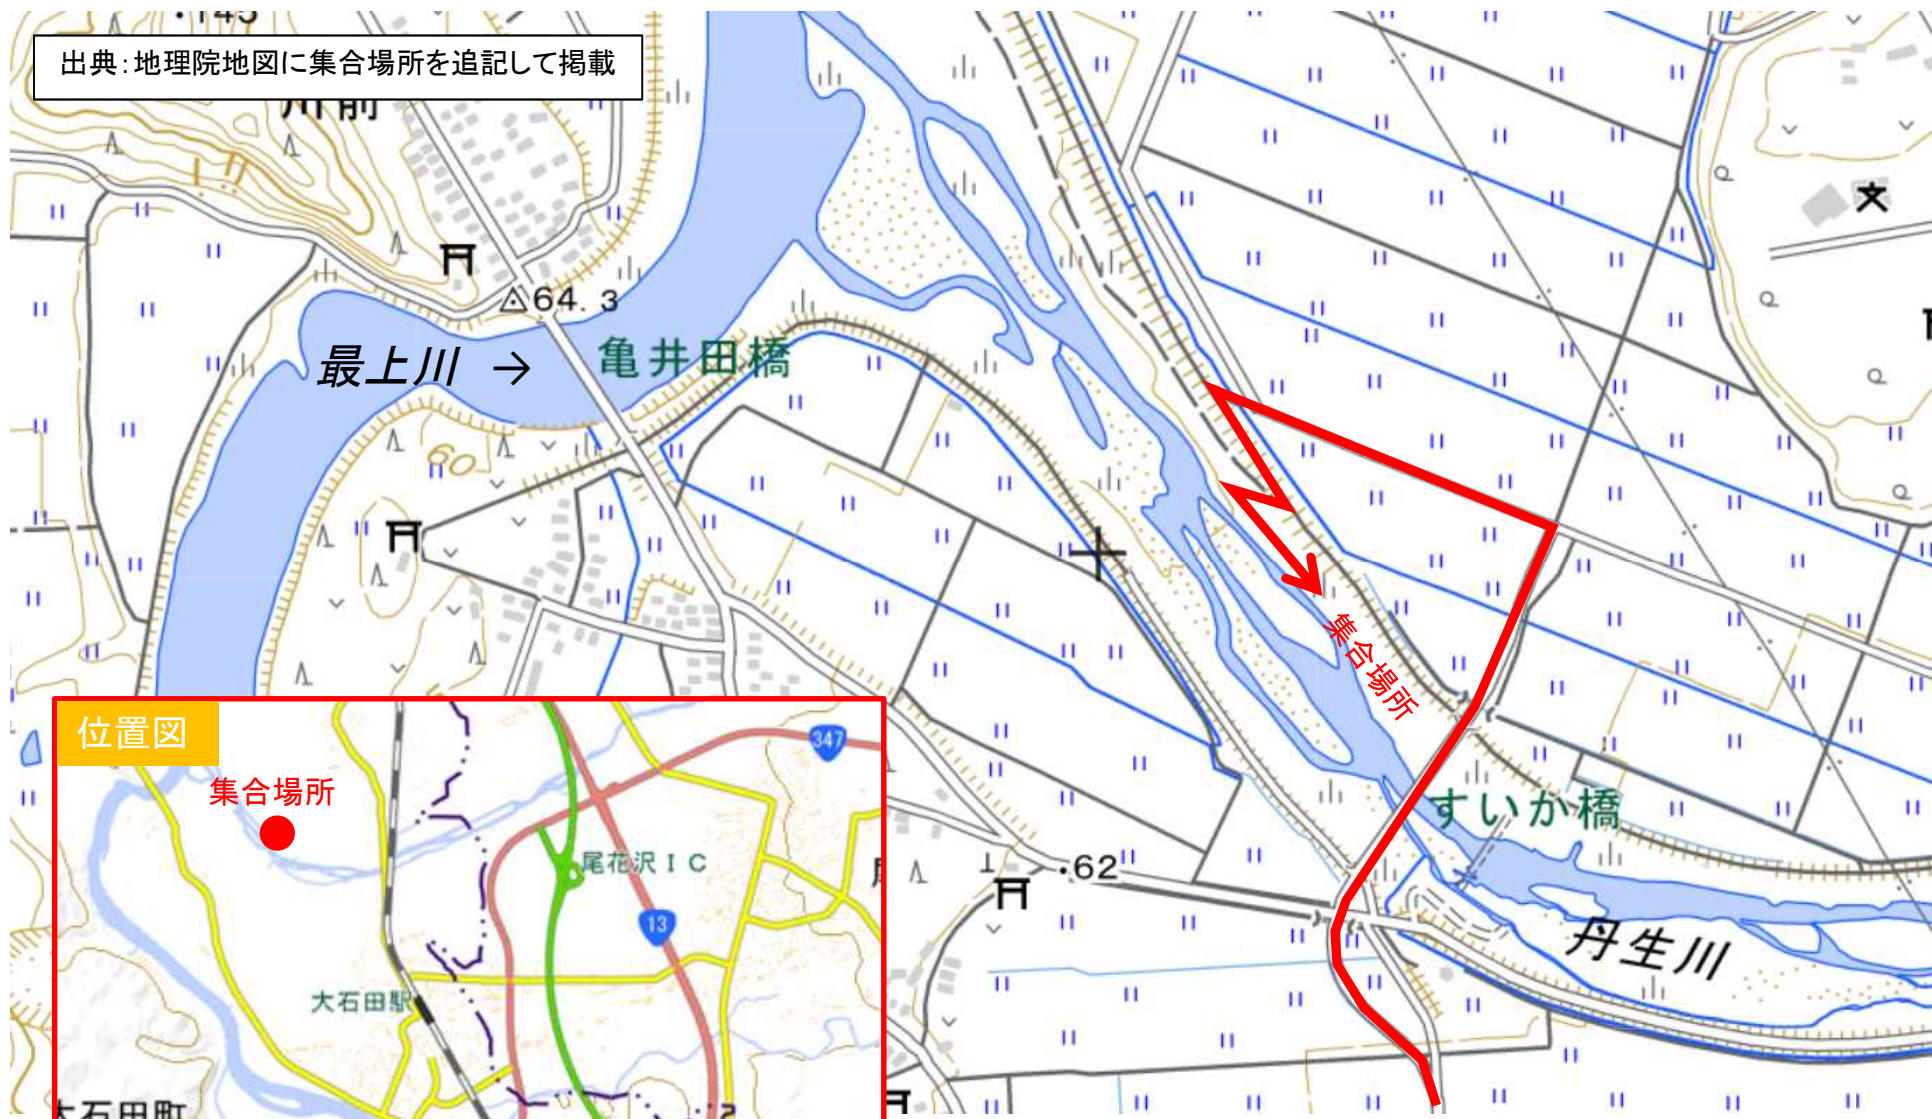 ・145
出典：地理院地図に集合場所を追記して掲載
川前
64.3
亀井田橋
最上川 →
60
集合場所
すいか橋
・62
丹生川
位置図
集合場所
347
尾花沢ＩＣ
13
大石田駅
大石田町